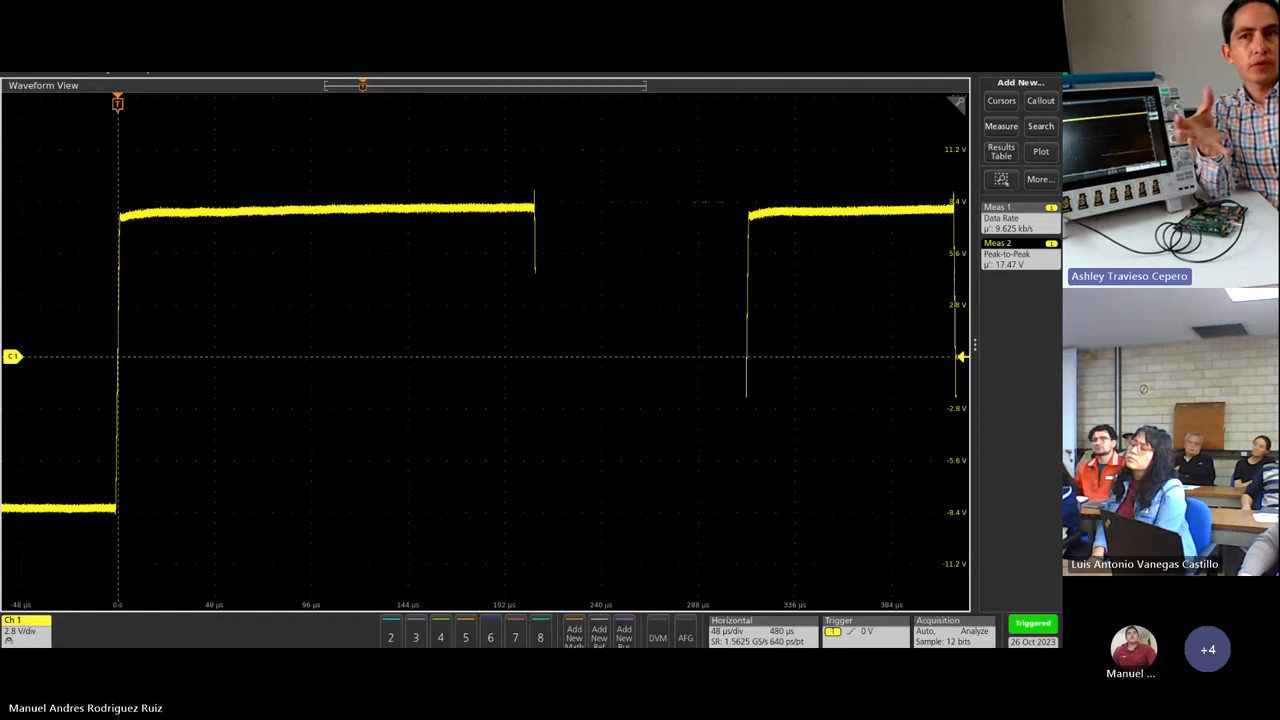 Waveform View
T
T
11.2 V
8.4 V
5.6 V
2.8 V
C 1
-2.8 V
-5.6 V
-8.4 V
-11.2 V
-48 µs
0 s
48 µs
96 µs
144 µs
192 µs
240 µs
288 µs
336 µs
384 µs
Add New...
Cursors
Callout
Measure
Search
Results
Table
Plot
More...
Meas 1
1
Data Rate
µ': 9.625 kb/s
Meas 2
1
Peak-to-Peak
µ': 17.47 V
Ashley Travieso Cepero
Luis Antonio Vanegas Castillo
Ch 1
2.8 V/div
2
3
4
5
6
7
8
Add
New
Math
Add
New
Ref
Add
New
Bus
DVM
AFG
Horizontal
48 µs/div
480 µs
SR: 1.5625 GS/s
640 ps/pt
Trigger
1
0 V
Acquisition
Auto,
Analyze
Sample: 12 bits
Triggered
26 Oct 2023
Manuel ...
+4
Manuel Andres Rodriguez Ruiz